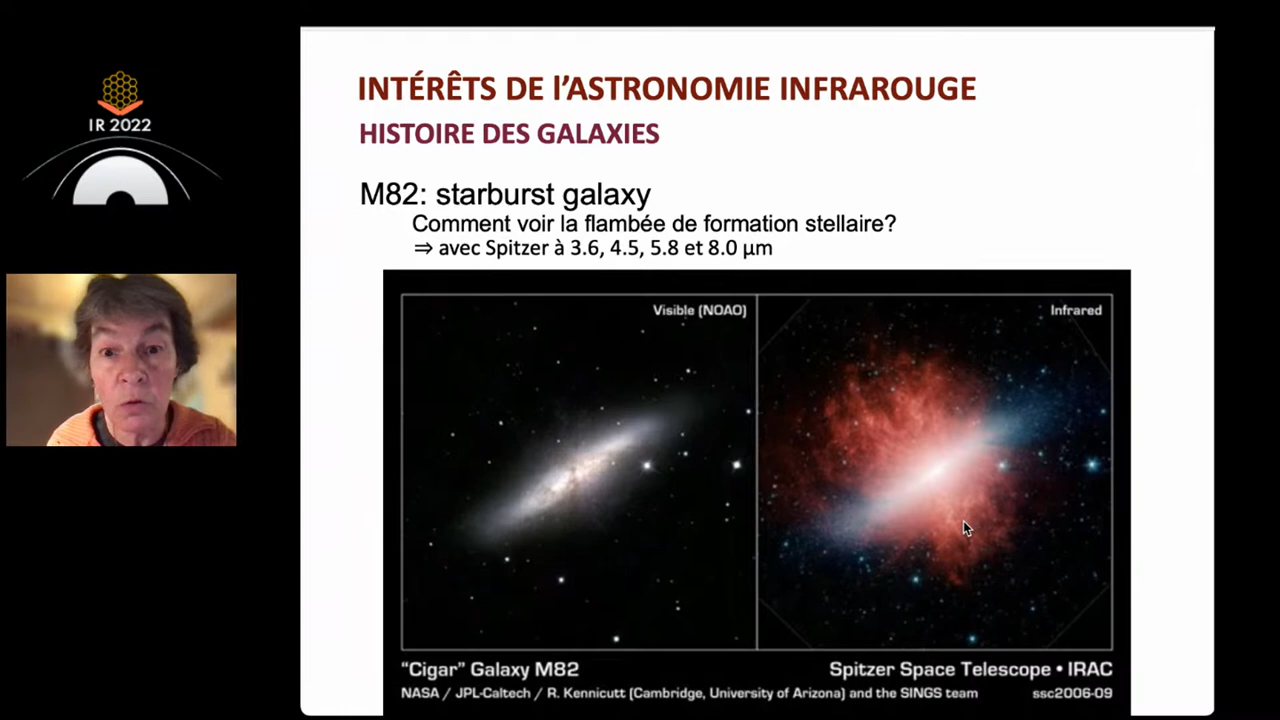 IR 2022
INTÉRÊTS DE l’ASTRONOMIE INFRAROUGE
HISTOIRE DES GALAXIES
M82: starburst galaxy
Comment voir la flambée de formation stellaire?
⇒ avec Spitzer à 3.6, 4.5, 5.8 et 8.0 µm
Visible (NOAO)
Infrared
“Cigar” Galaxy M82
Spitzer Space Telescope • IRAC
NASA / JPL-Caltech / R. Kennicutt (Cambridge, University of Arizona) and the SINGS team
ssc2006-09